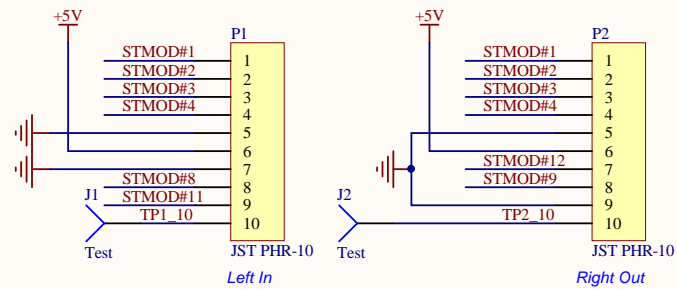 +5V
P1
STMOD#1
1
STMOD#2
2
STMOD#3
3
STMOD#4
4
5
6
7
STMOD#8
8
J1
STMOD#11
9
TP1_10
10
Test
JST PHR-10
Left In
+5V
P2
STMOD#1
1
STMOD#2
2
STMOD#3
3
STMOD#4
4
5
6
STMOD#12
7
STMOD#9
8
J2
9
TP2_10
10
Test
JST PHR-10
Right Out